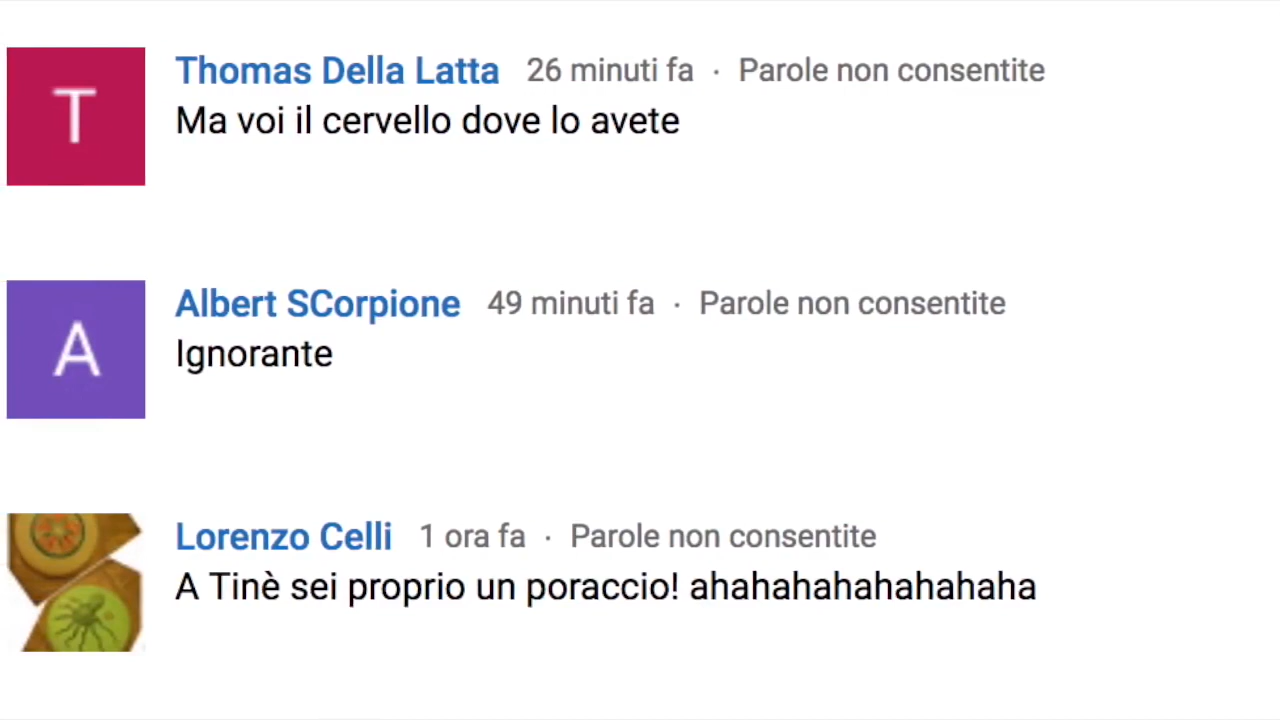 T
Thomas Della Latta 26 minuti fa · Parole non consentite
Ma voi il cervello dove lo avete
A
Albert SCorpione 49 minuti fa · Parole non consentite
Ignorante
Lorenzo Celli 1 ora fa · Parole non consentite
A Tinè sei proprio un poraccio! ahahahahahahahaha